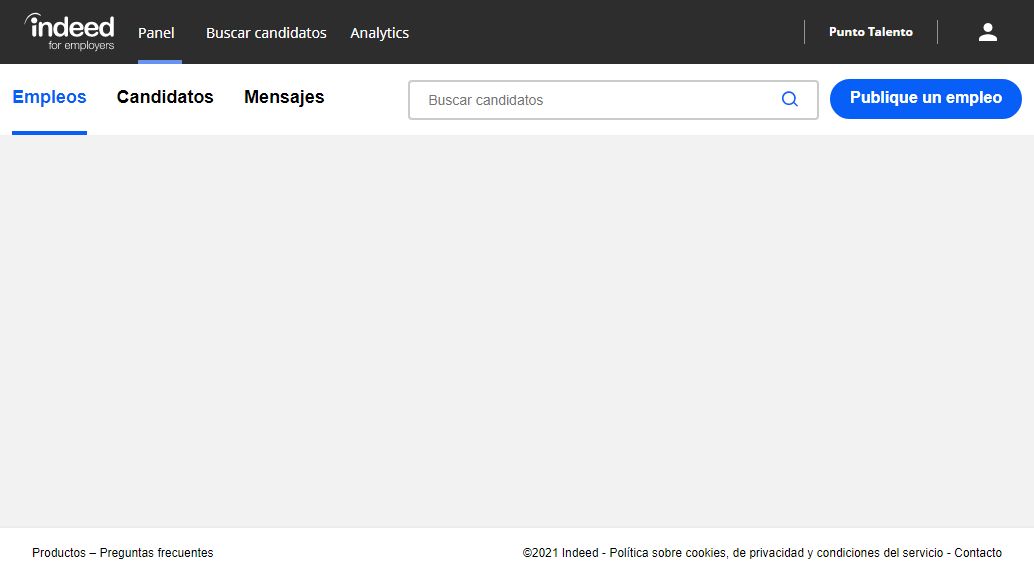 indeed
for employers
Panel
Buscar candidatos
Analytics
Punto Talento
Empleos
Candidatos
Mensajes
Buscar candidatos
Publique un empleo
Productos – Preguntas frecuentes
©2021 Indeed - Política sobre cookies, de privacidad y condiciones del servicio - Contacto